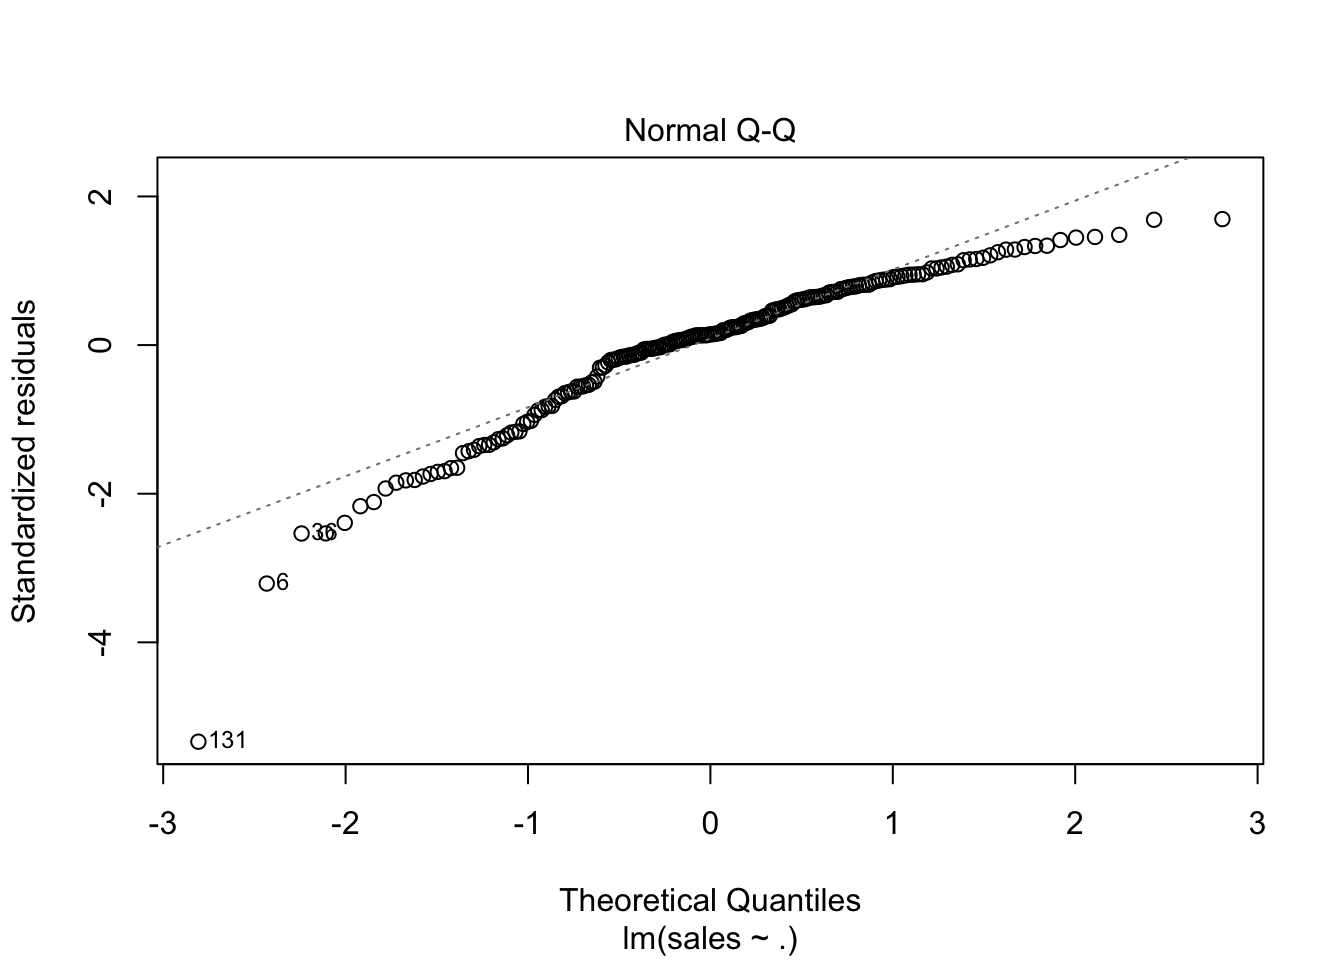 Normal Q-Q
Standardized residuals
2
0
-2
-4
36
6
131
-3 -2 -1 0 1 2 3
Theoretical Quantiles
lm(sales ~ .)